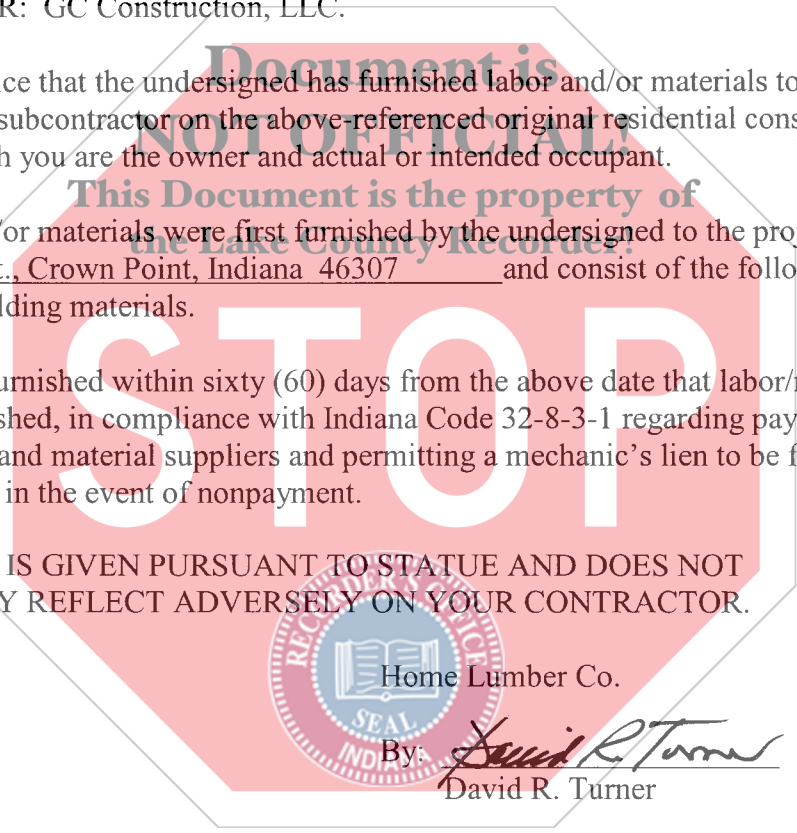 R: GC Construction, LLC.
Document is
ce that the undersigned has furnished labor and/or materials to
subcontractor on the above-referenced original residential cons
NOT OFFICIAL!
h you are the owner and actual or intended occupant.
This Document is the property of
/or materials were first furnished by the undersigned to the pro
the Lake County Recorder!
t., Crown Point, Indiana 46307 and consist of the follo
lding materials.
STOP
urnished within sixty (60) days from the above date that labor/
shed, in compliance with Indiana Code 32-8-3-1 regarding pay
and material suppliers and permitting a mechanic's lien to be f
in the event of nonpayment.
IS GIVEN PURSUANT TO STATUE AND DOES NOT
Y REFLECT ADVERSELY ON YOUR CONTRACTOR.
RECORDER'S OFFICE
Home Lumber Co.
SEAL
INDIANA
By: David R. Turner
David R. Turner